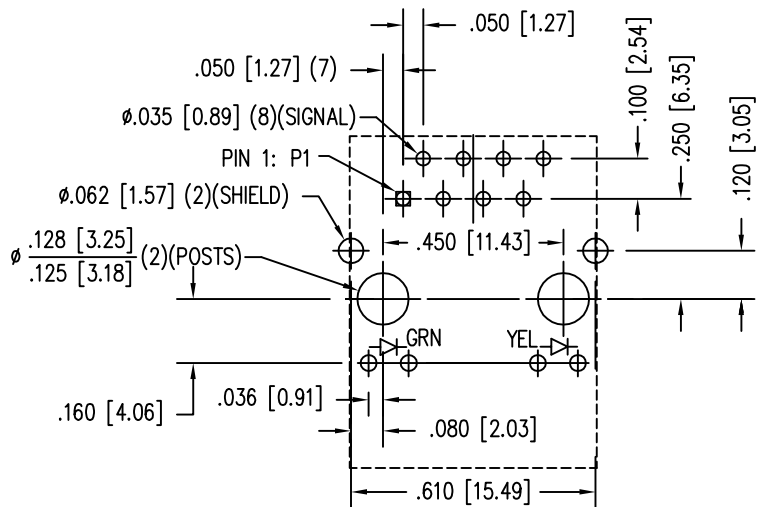 .050 [1.27]
.050 [1.27] (7)
.100 [2.54]
.250 [6.35]
.120 [3.05]
ø.035 [0.89] (8)(SIGNAL)
PIN 1: P1
ø.062 [1.57] (2)(SHIELD)
ø .128 [3.25]
.125 [3.18] (2)(POSTS)
.450 [11.43]
GRN
YEL
.036 [0.91]
.160 [4.06]
.080 [2.03]
.610 [15.49]